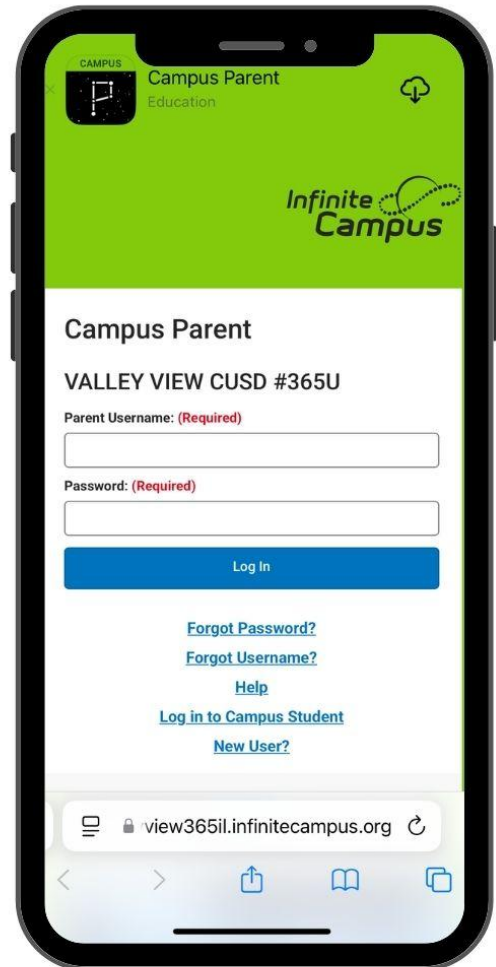 CAMPUS
Campus Parent
Education
Infinite
Campus
Campus Parent
VALLEY VIEW CUSD #365U
Parent Username: (Required)
Password: (Required)
Log In
Forgot Password?
Forgot Username?
Help
Log in to Campus Student
New User?
view365il.infinitecampus.org